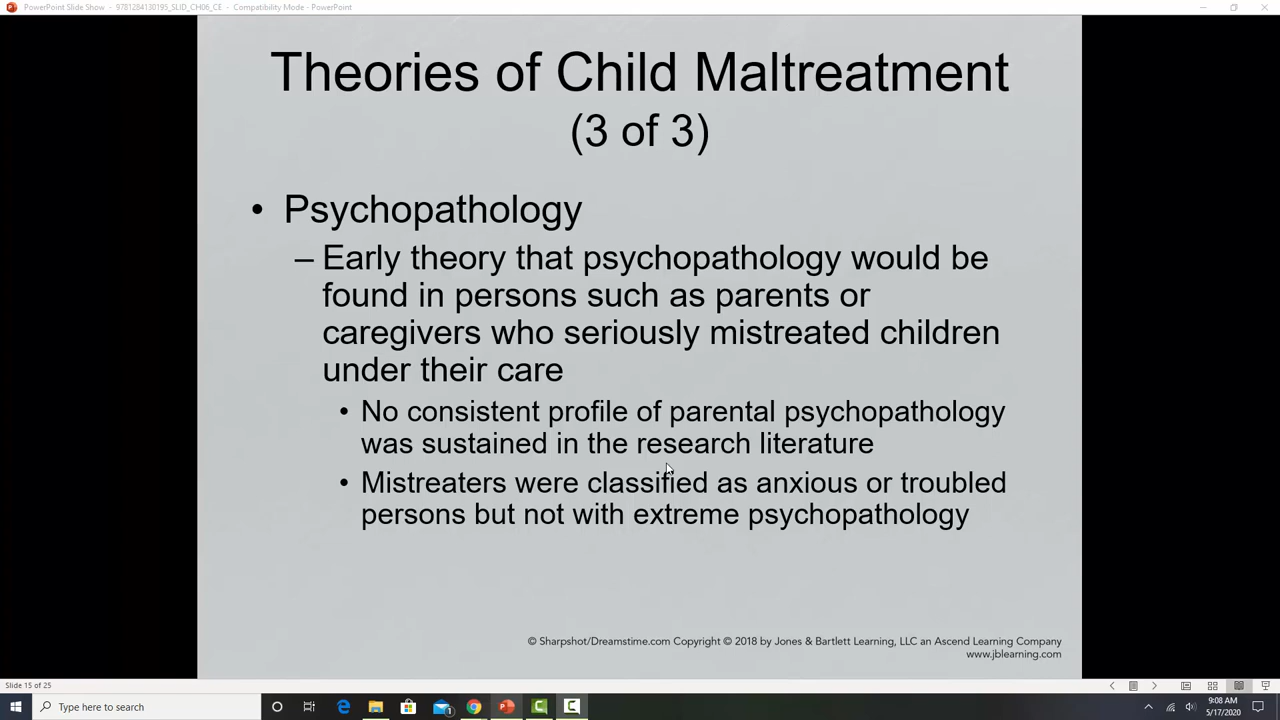 PowerPoint Slide Show - 9781284130195_SLID_CH06_CE - Compatibility Mode - PowerPoint
Theories of Child Maltreatment
(3 of 3)
• Psychopathology
– Early theory that psychopathology would be
found in persons such as parents or
caregivers who seriously mistreated children
under their care
• No consistent profile of parental psychopathology
was sustained in the research literature
• Mistreaters were classified as anxious or troubled
persons but not with extreme psychopathology
© Sharpshot/Dreamstime.com Copyright © 2018 by Jones & Bartlett Learning, LLC an Ascend Learning Company
www.jblearning.com
Slide 15 of 25
Type here to search
9:08 AM
5/17/2020